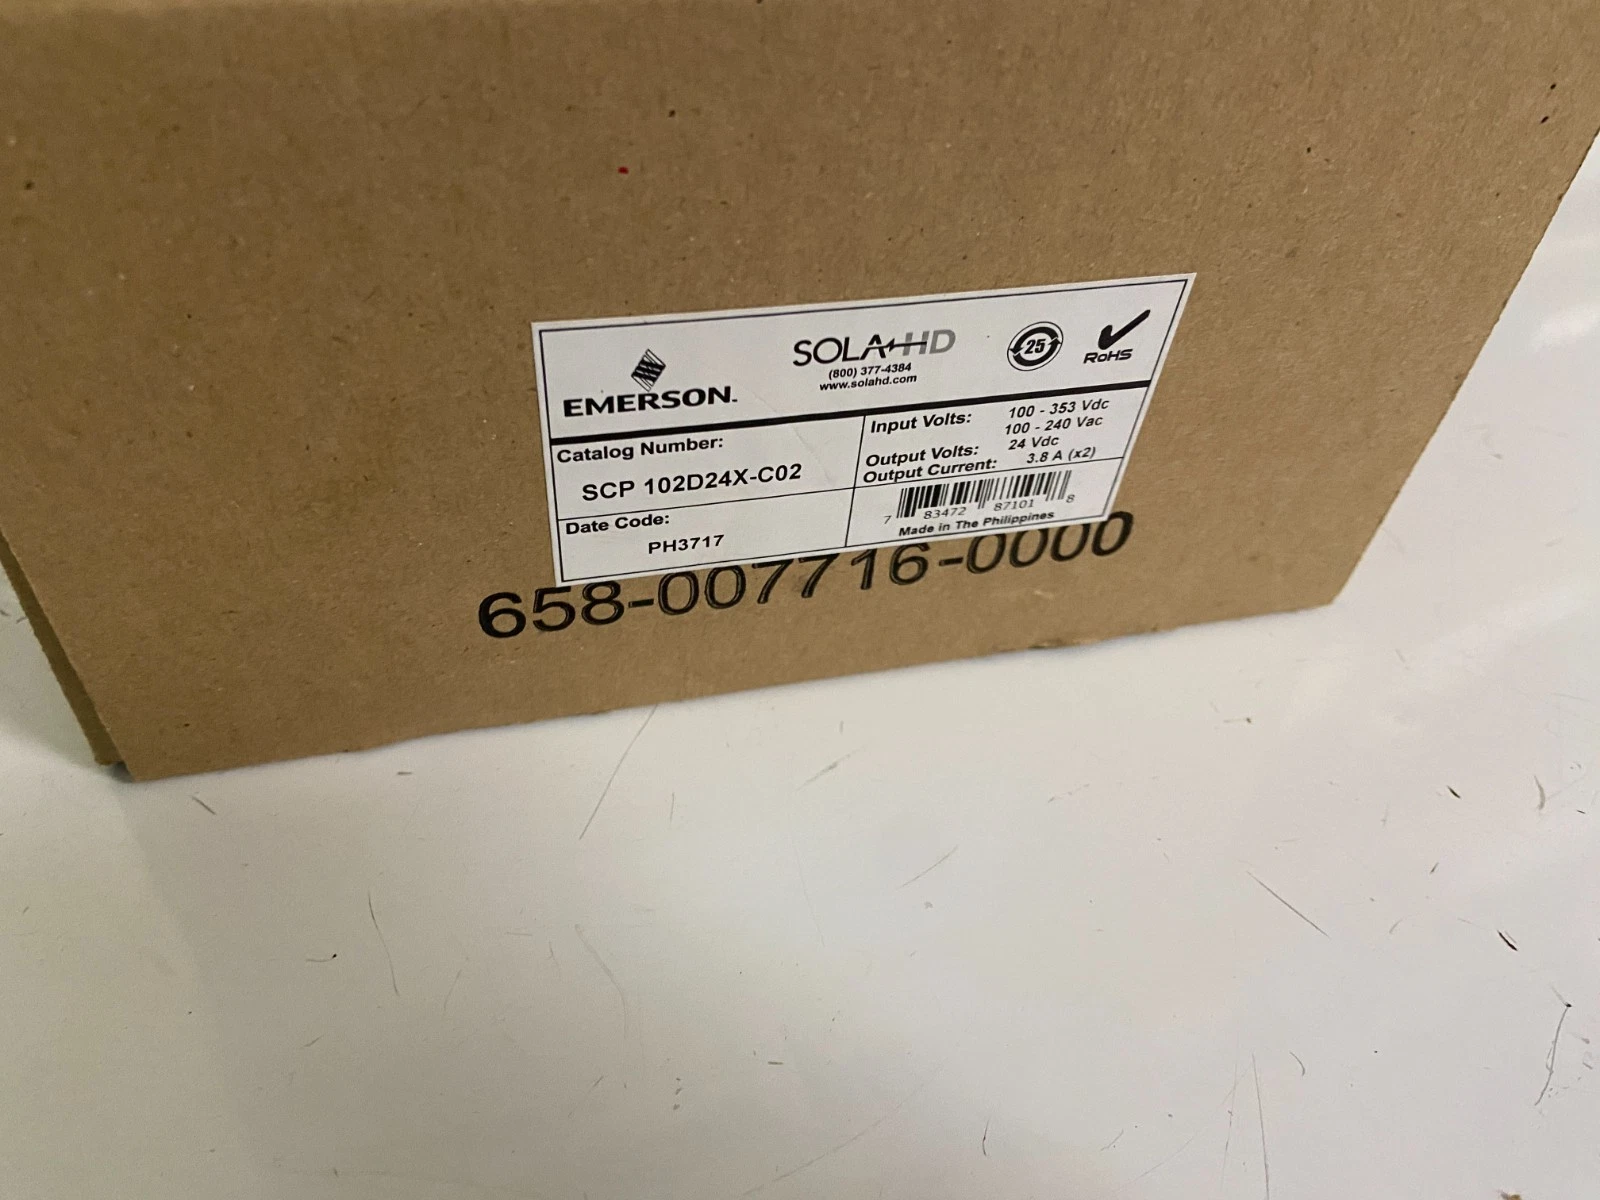 EMERSON.
SOLA HD
(800) 377-4384
www.solahd.com
25
RoHS
Catalog Number:
SCP 102D24X-C02
Date Code:
PH3717
Input Volts: 100 - 353 Vdc
100 - 240 Vac
Output Volts: 24 Vdc
Output Current: 3.8 A (x2)
7 83472 87101 8
Made in The Philippines
658-007716-0000